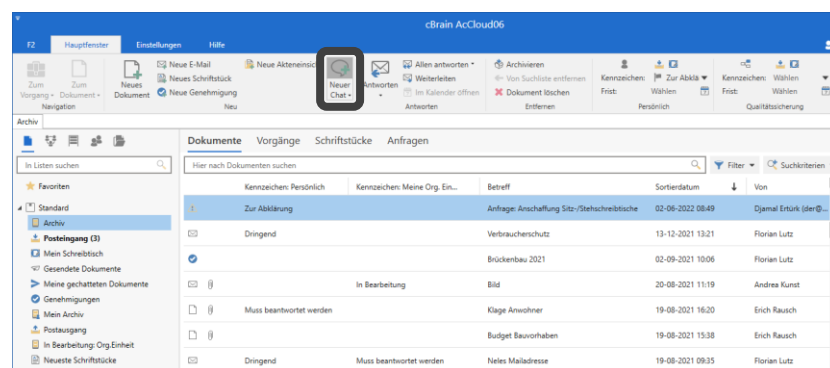 cBrain AcCloud06
F2 Hauptfenster Einstellungen Hilfe
Zum Vorgang Zum Dokument Neues Dokument
Neue E-Mail
Neues Schriftstück
Neue Genehmigung
Neue Akteneinsic
Neuer Chat
Antworten
Allen antworten
Weiterleiten
Im Kalender öffnen
Archivieren
Von Suchliste entfernen
Dokument löschen
Kennzeichen: Zur Abklä
Frist: Wählen
Kennzeichen: Wählen
Frist: Wählen
Navigation Neu Antworten Entfernen Persönlich Qualitätssicherung
Archiv
Dokumente Vorgänge Schriftstücke Anfragen
In Listen suchen Hier nach Dokumenten suchen Filter Suchkriterien
Favoriten
Standard
Archiv
Posteingang (3)
Mein Schreibtisch
Gesendete Dokumente
Meine gechatteten Dokumente
Genehmigungen
Mein Archiv
Postausgang
In Bearbeitung: Org.Einheit
Neueste Schriftstücke
Kennzeichen: Persönlich Kennzeichen: Meine Org. Ein... Betreff Sortierdatum Von
! Zur Abklärung Anfrage: Anschaffung Sitz-/Stehschreibtische 02-06-2022 08:49 Djamal Ertürk (der@...
Dringend Verbraucherschutz 13-12-2021 13:21 Florian Lutz
Brückenbau 2021 02-09-2021 10:06 Florian Lutz
In Bearbeitung Bild 20-08-2021 11:19 Andrea Kunst
Muss beantwortet werden Klage Anwohner 19-08-2021 16:20 Erich Rausch
Budget Bauvorhaben 19-08-2021 15:38 Erich Rausch
Dringend Muss beantwortet werden Neles Mailadresse 19-08-2021 09:35 Florian Lutz